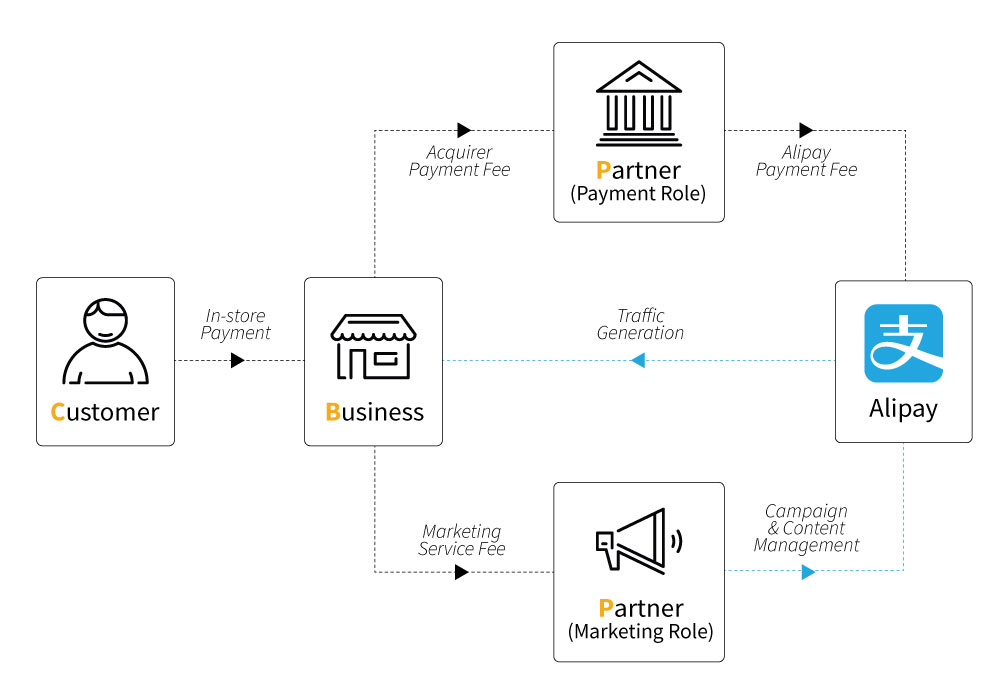 Acquirer
Payment Fee
Partner
(Payment Role)
Alipay
Payment Fee
Customer
In-store
Payment
Business
Traffic
Generation
支
Alipay
Marketing
Service Fee
Partner
(Marketing Role)
Campaign
& Content
Management